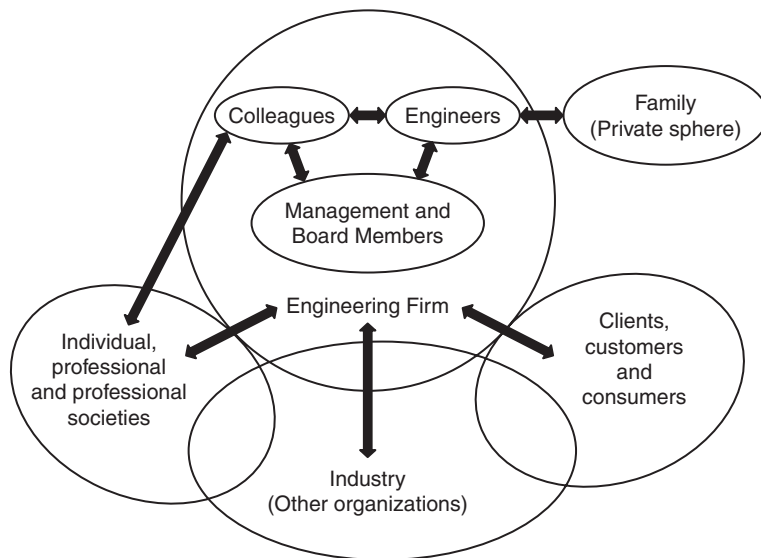 Colleagues
Engineers
Family
(Private sphere)
Management and
Board Members
Engineering Firm
Individual,
professional
and professional
societies
Clients,
customers
and
consumers
Industry
(Other organizations)